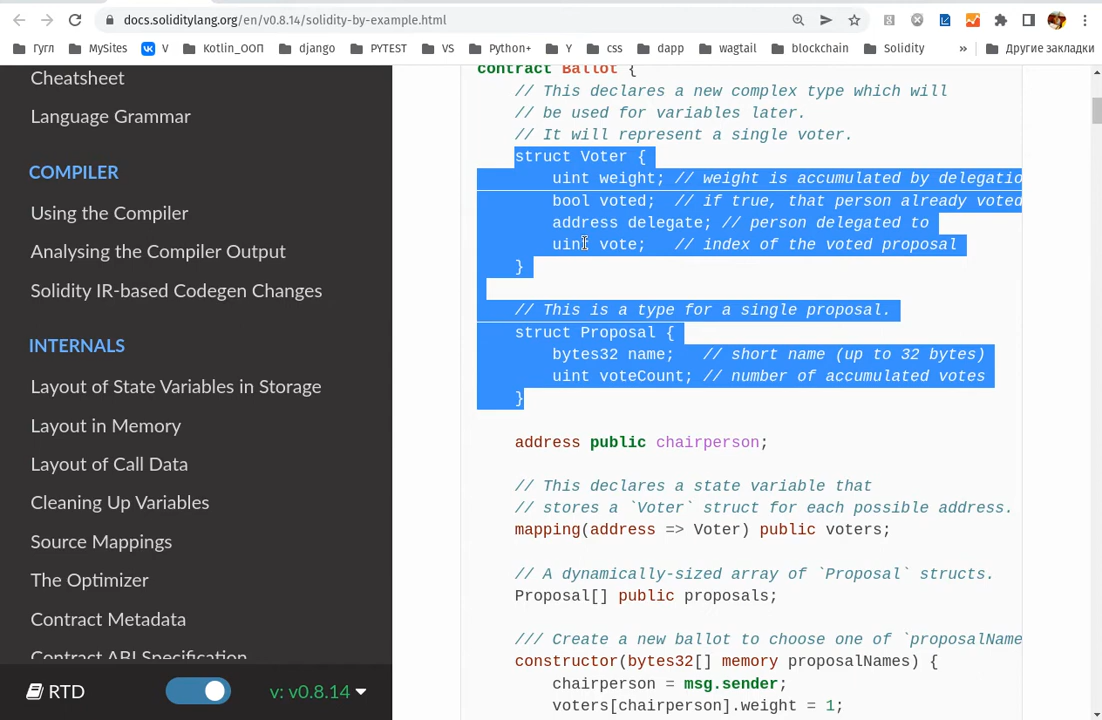 docs.soliditylang.org/en/v0.8.14/solidity-by-example.html
Гугл MySites V Kotlin_ООП django PYTEST VS Python+ Y css dapp wagtail blockchain Solidity » Другие закладки
Cheatsheet
Language Grammar
COMPILER
Using the Compiler
Analysing the Compiler Output
Solidity IR-based Codegen Changes
INTERNALS
Layout of State Variables in Storage
Layout in Memory
Layout of Call Data
Cleaning Up Variables
Source Mappings
The Optimizer
Contract Metadata
Contract ABI Specification
RTD v: v0.8.14
contract Ballot {
// This declares a new complex type which will
// be used for variables later.
// It will represent a single voter.
struct Voter {
uint weight; // weight is accumulated by delegatio
bool voted;  // if true, that person already voted
address delegate; // person delegated to
uint vote;   // index of the voted proposal
}
// This is a type for a single proposal.
struct Proposal {
bytes32 name;   // short name (up to 32 bytes)
uint voteCount; // number of accumulated votes
}
address public chairperson;
// This declares a state variable that
// stores a `Voter` struct for each possible address.
mapping(address => Voter) public voters;
// A dynamically-sized array of `Proposal` structs.
Proposal[] public proposals;
/// Create a new ballot to choose one of `proposalName
constructor(bytes32[] memory proposalNames) {
chairperson = msg.sender;
voters[chairperson].weight = 1;